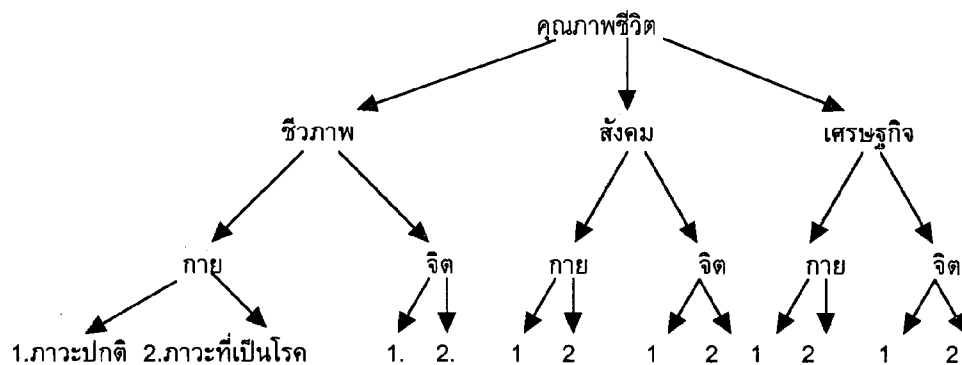 คุณภาพชีวิต
ชีวภาพ สังคม เศรษฐกิจ
กาย จิต กาย จิต กาย จิต
1.ภาวะปกติ 2.ภาวะที่เป็นโรค 1. 2. 1 2 1 2 1 2 1 2